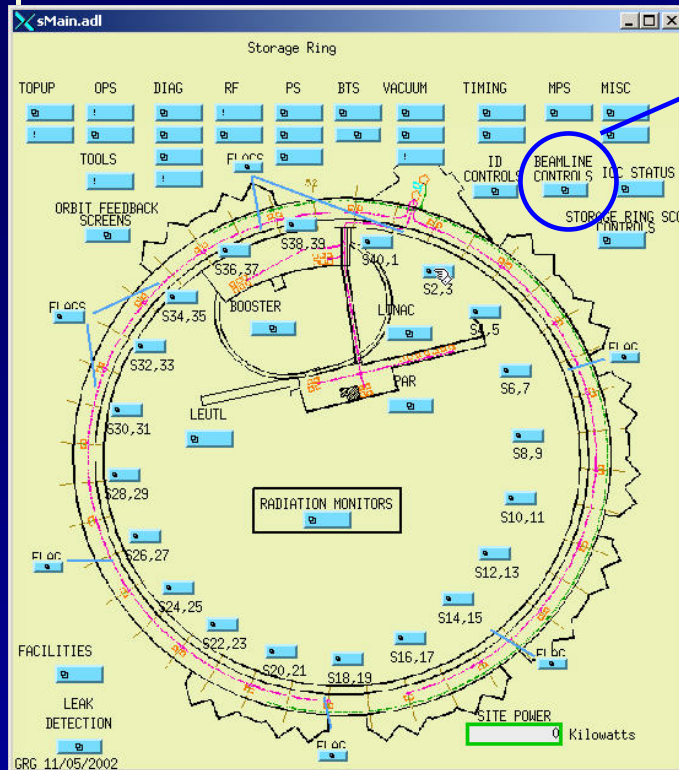 sMain.adl
Storage Ring
TOPUP OPS DIAG RF PS BTS VACUUM TIMING MPS MISC
TOOLS
FLAGS
ID CONTROLS
BEAMLINE CONTROLS
IOC STATUS
ORBIT FEEDBACK SCREENS
STORAGE RING SC
CONTROLS
S38,39
S40,1
S36,37
S2,3
FLAGS
S34,35
BOOSTER
LINAC
S4,5
S32,33
FLAG
PAR
S6,7
S30,31
LEUTL
S8,9
S28,29
RADIATION MONITORS
S10,11
S26,27
FLAG
S12,13
S24,25
S14,15
S22,23
S16,17
FACILITIES
S20,21
S18,19
FLAG
LEAK DETECTION
SITE POWER
0 Kilowatts
FLAG
GRG 11/05/2002